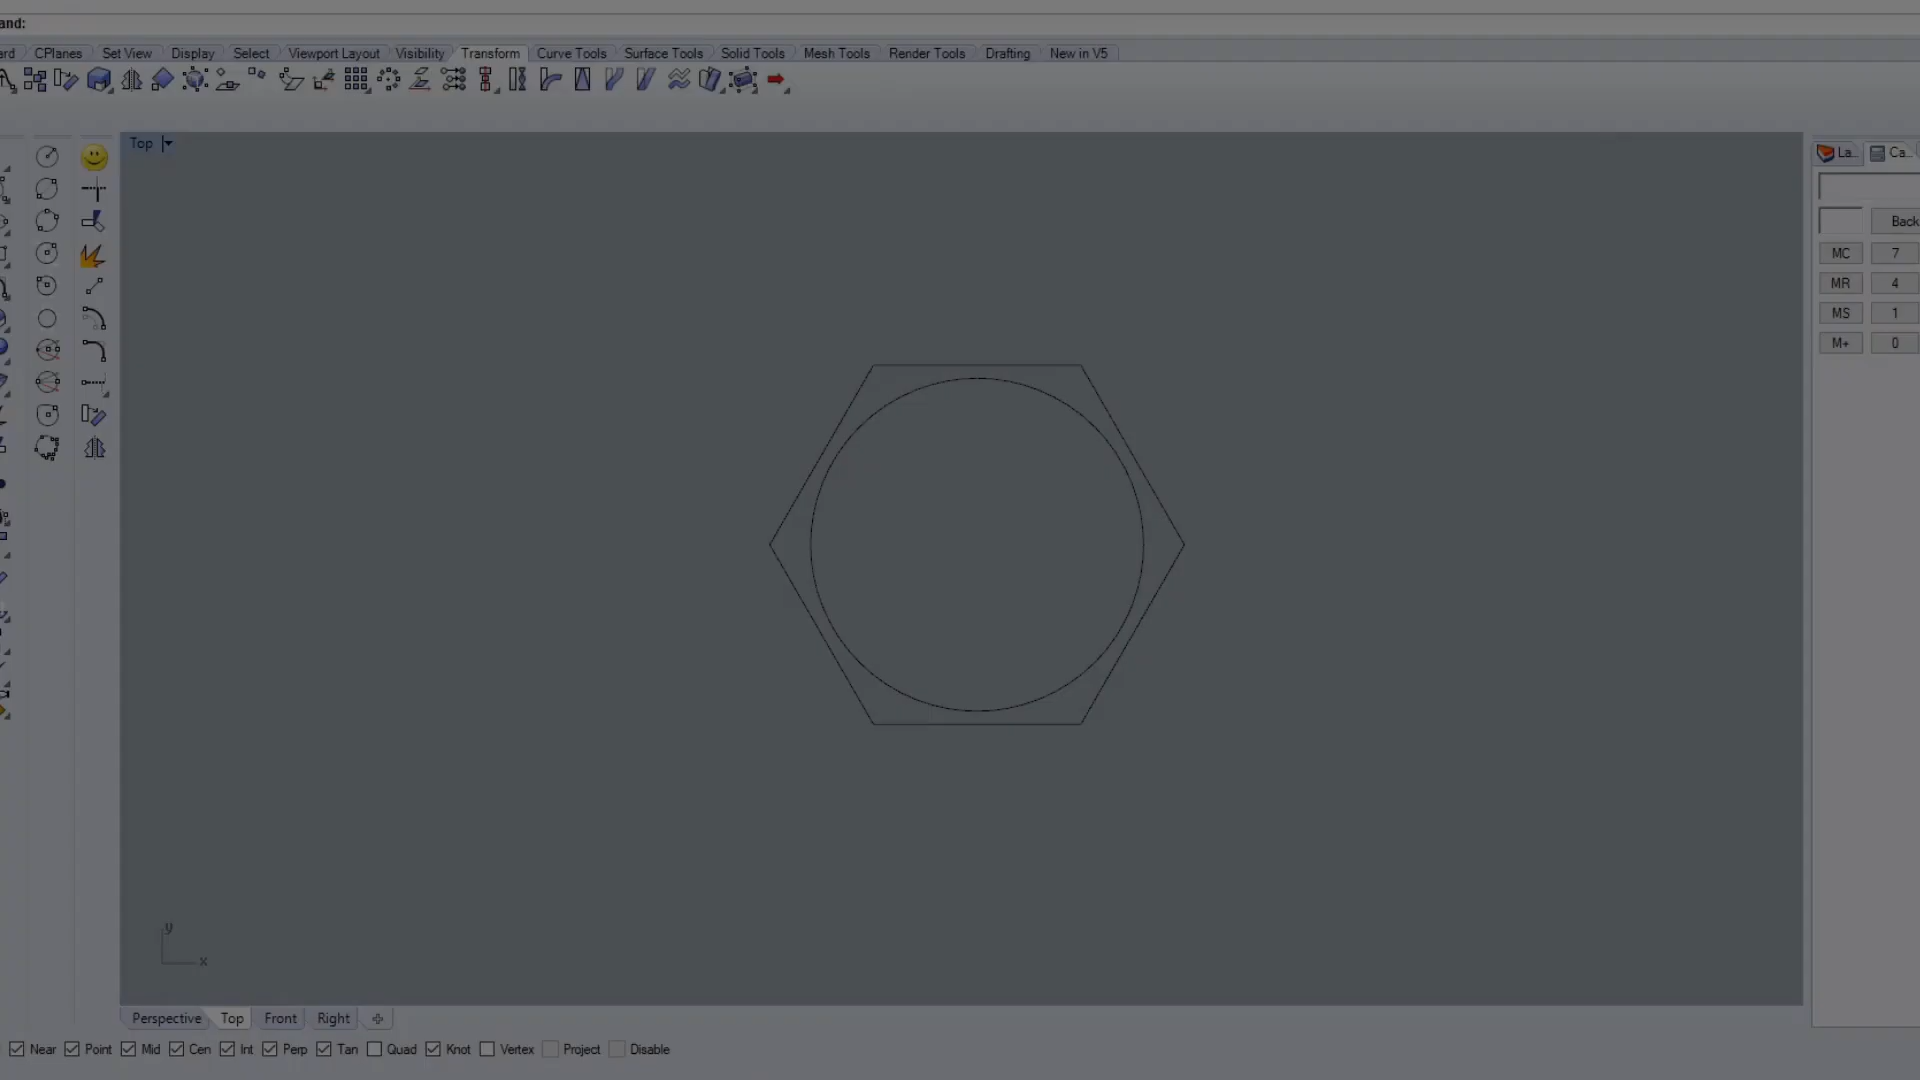 and:
ard CPlanes Set View Display Select Viewport Layout Visibility Transform Curve Tools Surface Tools Solid Tools Mesh Tools Render Tools Drafting New in V5
Top
La... Ca...
Back
MC 7
MR 4
MS 1
M+ 0
y
x
Perspective Top Front Right
Near Point Mid Cen Int Perp Tan Quad Knot Vertex Project Disable